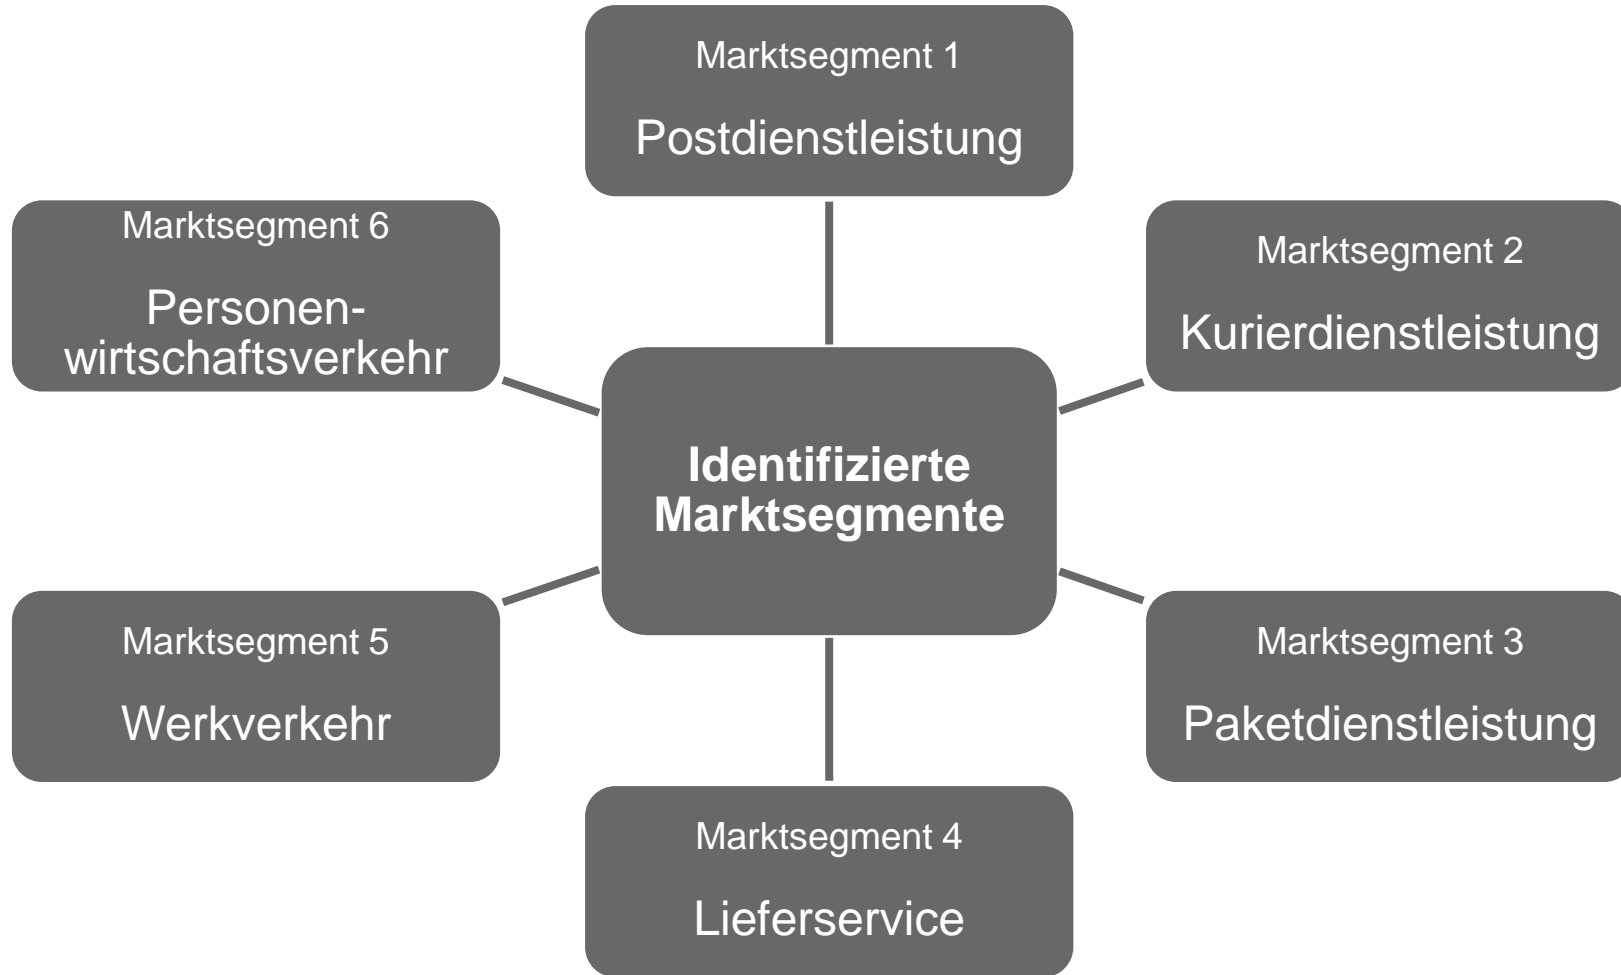 Marktsegment 1
Postdienstleistung
Marktsegment 6
Personen-
wirtschaftsverkehr
Marktsegment 2
Kurierdienstleistung
Identifizierte
Marktsegmente
Marktsegment 5
Werkverkehr
Marktsegment 3
Paketdienstleistung
Marktsegment 4
Lieferservice